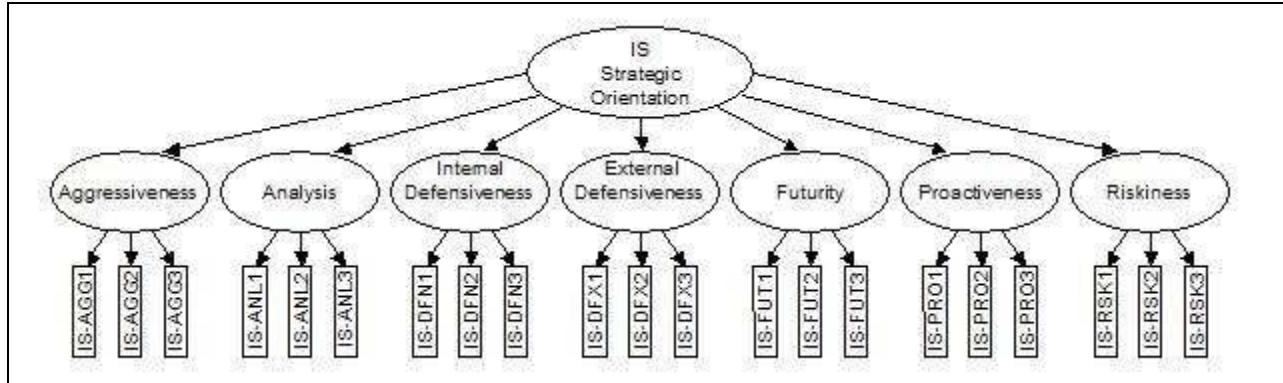 IS
Strategic
Orientation
Aggressiveness
Analysis
Internal
Defensiveness
External
Defensiveness
Futurity
Proactiveness
Riskiness
IS-AGG1
IS-AGG2
IS-AGG3
IS-ANL1
IS-ANL2
IS-ANL3
IS-DFN1
IS-DFN2
IS-DFN3
IS-DFX1
IS-DFX2
IS-DFX3
IS-FUT1
IS-FUT2
IS-FUT3
IS-PRO1
IS-PRO2
IS-PRO3
IS-RSK1
IS-RSK2
IS-RSK3